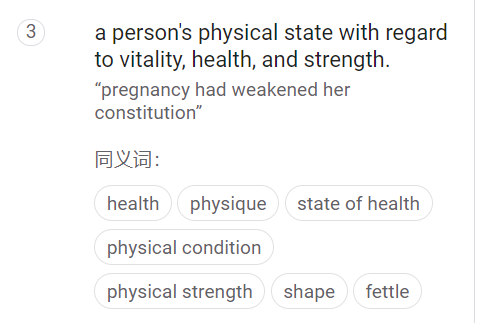 3
a person's physical state with regard
to vitality, health, and strength.
“pregnancy had weakened her
constitution”
同义词：
health physique state of health
physical condition
physical strength shape fettle